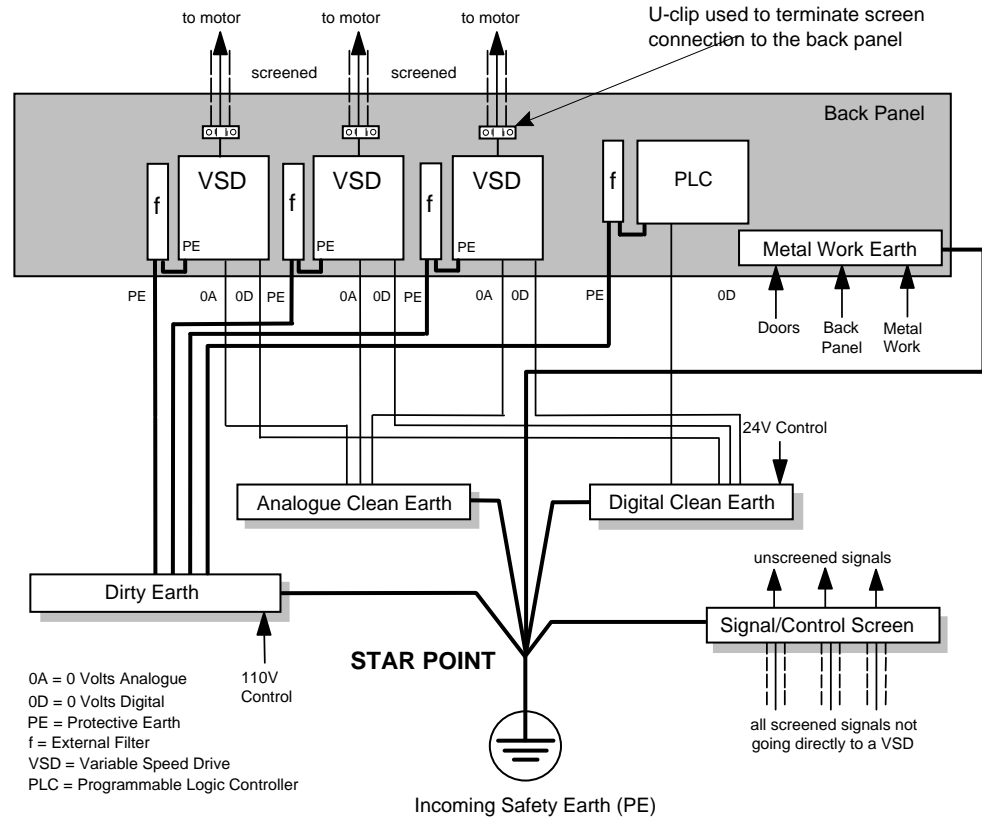 to motor
to motor
to motor
U-clip used to terminate screen
connection to the back panel
screened
screened
Back Panel
VSD
VSD
VSD
f
PLC
f
f
f
PE
PE
PE
Metal Work Earth
PE
0A
0D
PE
0A
0D
PE
0A
0D
PE
0D
Doors
Back
Panel
Metal
Work
24V Control
Analogue Clean Earth
Digital Clean Earth
unscreened signals
Dirty Earth
Signal/Control Screen
STAR POINT
110V
Control
0A = 0 Volts Analogue
0D = 0 Volts Digital
PE = Protective Earth
f = External Filter
VSD = Variable Speed Drive
PLC = Programmable Logic Controller
all screened signals not
going directly to a VSD
Incoming Safety Earth (PE)